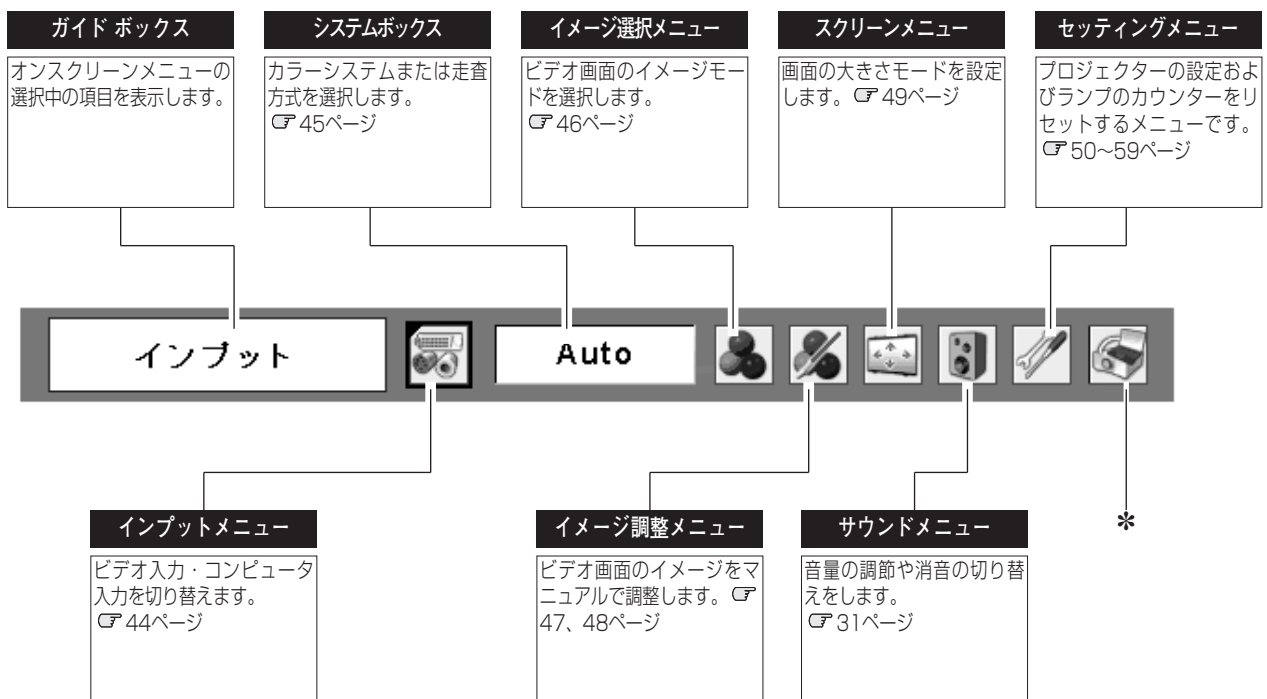 ガイド ボックス
オンスクリーンメニューの
選択中の項目を表示します。
システムボックス
カラーシステムまたは走査
方式を選択します。
☞45ページ
イメージ選択メニュー
ビデオ画面のイメージモー
ドを選択します。
☞46ページ
スクリーンメニュー
画面の大きさモードを設定
します。☞49ページ
セッティングメニュー
プロジェクターの設定およ
びランプのカウンターをリ
セットするメニューです。
☞50～59ページ
インプット
Auto
インプットメニュー
ビデオ入力・コンピュータ
入力を切り替えます。
☞44ページ
イメージ調整メニュー
ビデオ画面のイメージをマ
ニュアルで調整します。☞
47、48ページ
サウンドメニュー
音量の調節や消音の切り替
えをします。
☞31ページ
＊